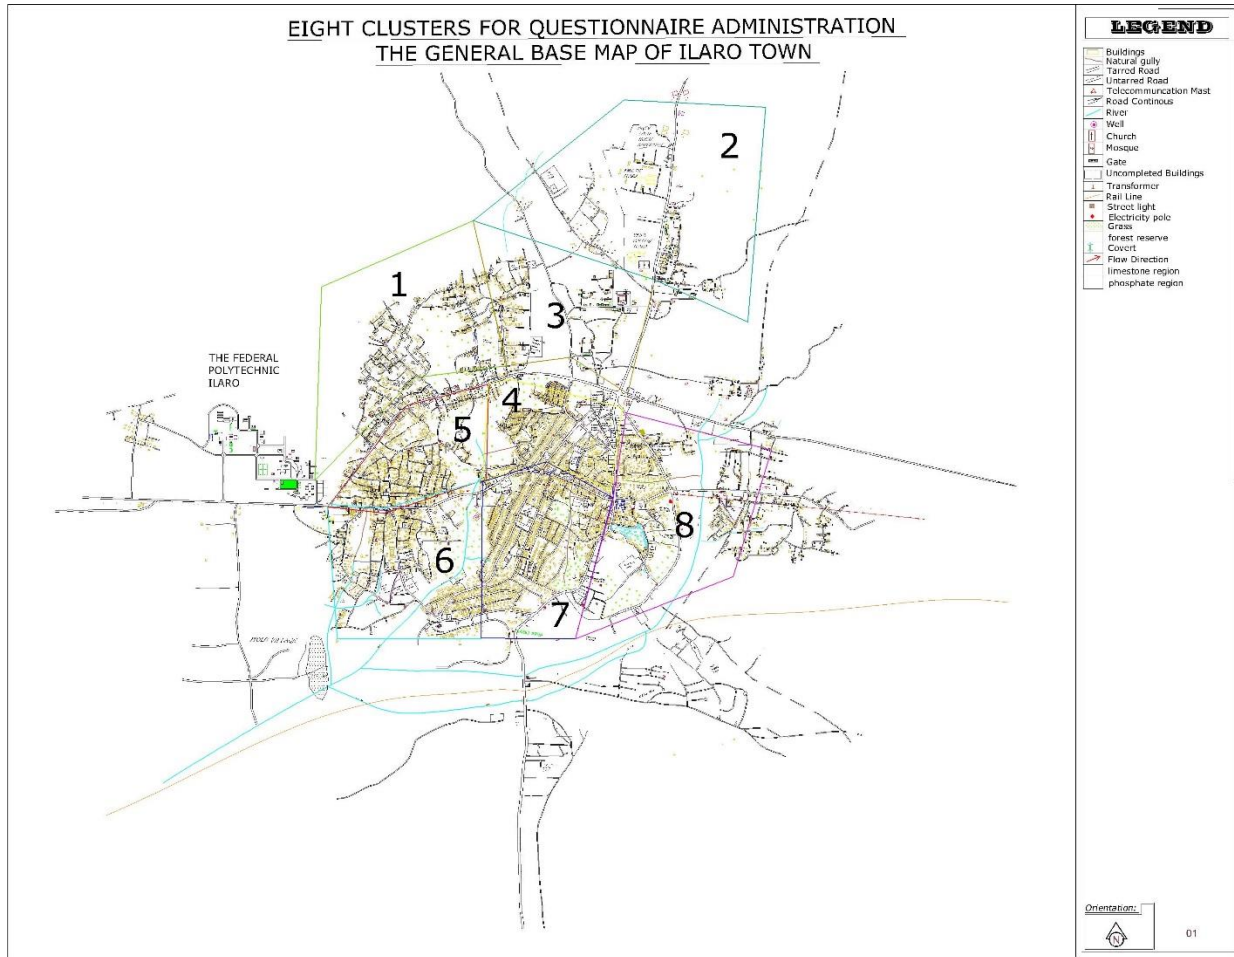 EIGHT CLUSTERS FOR QUESTIONNAIRE ADMINISTRATION
THE GENERAL BASE MAP OF ILARO TOWN
2
1
3
THE FEDERAL
POLYTECHNIC
ILARO
4
5
8
6
7
LEGEND
Buildings
Natural gully
Tarred Road
Untarred Road
Telecommuncation Mast
Road Continous
River
Well
Church
Mosque
Gate
Uncompleted Buildings
Transformer
Rail Line
Street light
Electricity pole
Grass
forest reserve
Covert
Flow Direction
limestone region
phosphate region
Orientation:
N
01